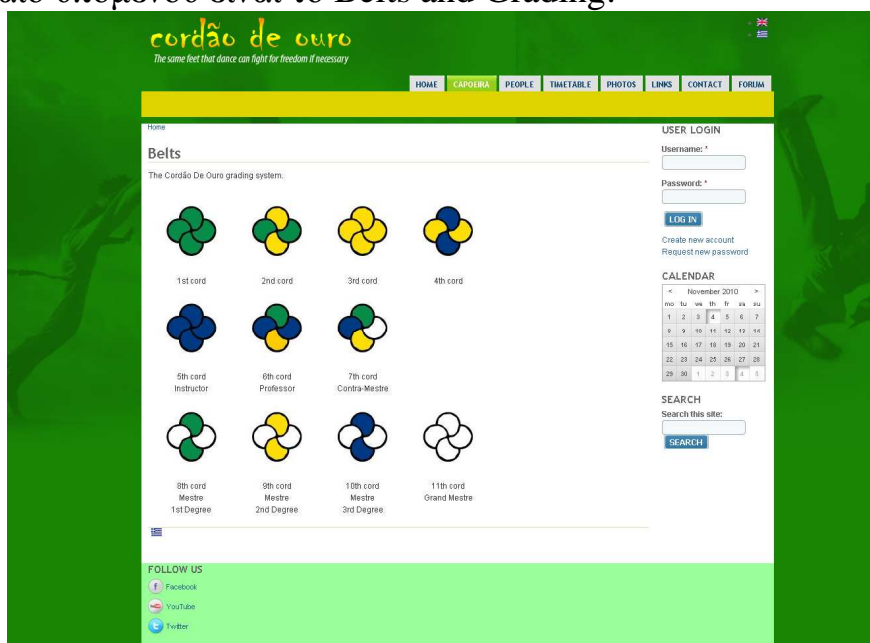 υπομένου είναι το Belts and Grading.
cordão de ouro
The same feet that dance can fight for freedom if necessary
HOME CAPOEIRA PEOPLE TIMETABLE PHOTOS LINKS CONTACT FORUM
Home
Belts
The Cordão De Ouro grading system.
1st cord 2nd cord 3rd cord 4th cord
5th cord 6th cord 7th cord
Instructor Professor Contra-Mestre
8th cord 9th cord 10th cord 11th cord
Mestre Mestre Mestre Grand Mestre
1st Degree 2nd Degree 3rd Degree
USER LOGIN
Username: *
Password: *
LOG IN
Create new account
Request new password
CALENDAR
< November 2010 >
mo tu we th fr sa su
1 2 3 4 5 6 7
8 9 10 11 12 13 14
15 16 17 18 19 20 21
22 23 24 25 26 27 28
29 30 1 2 3 4 5
SEARCH
Search this site:
SEARCH
FOLLOW US
Facebook
YouTube
Twitter